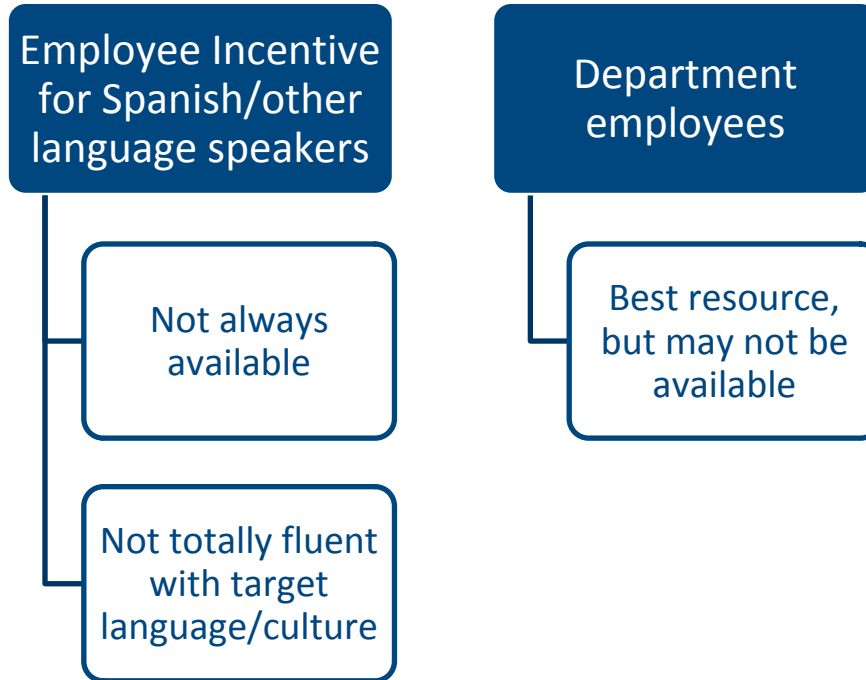 Employee Incentive
for Spanish/other
language speakers
Not always
available
Not totally fluent
with target
language/culture
Department
employees
Best resource,
but may not be
available